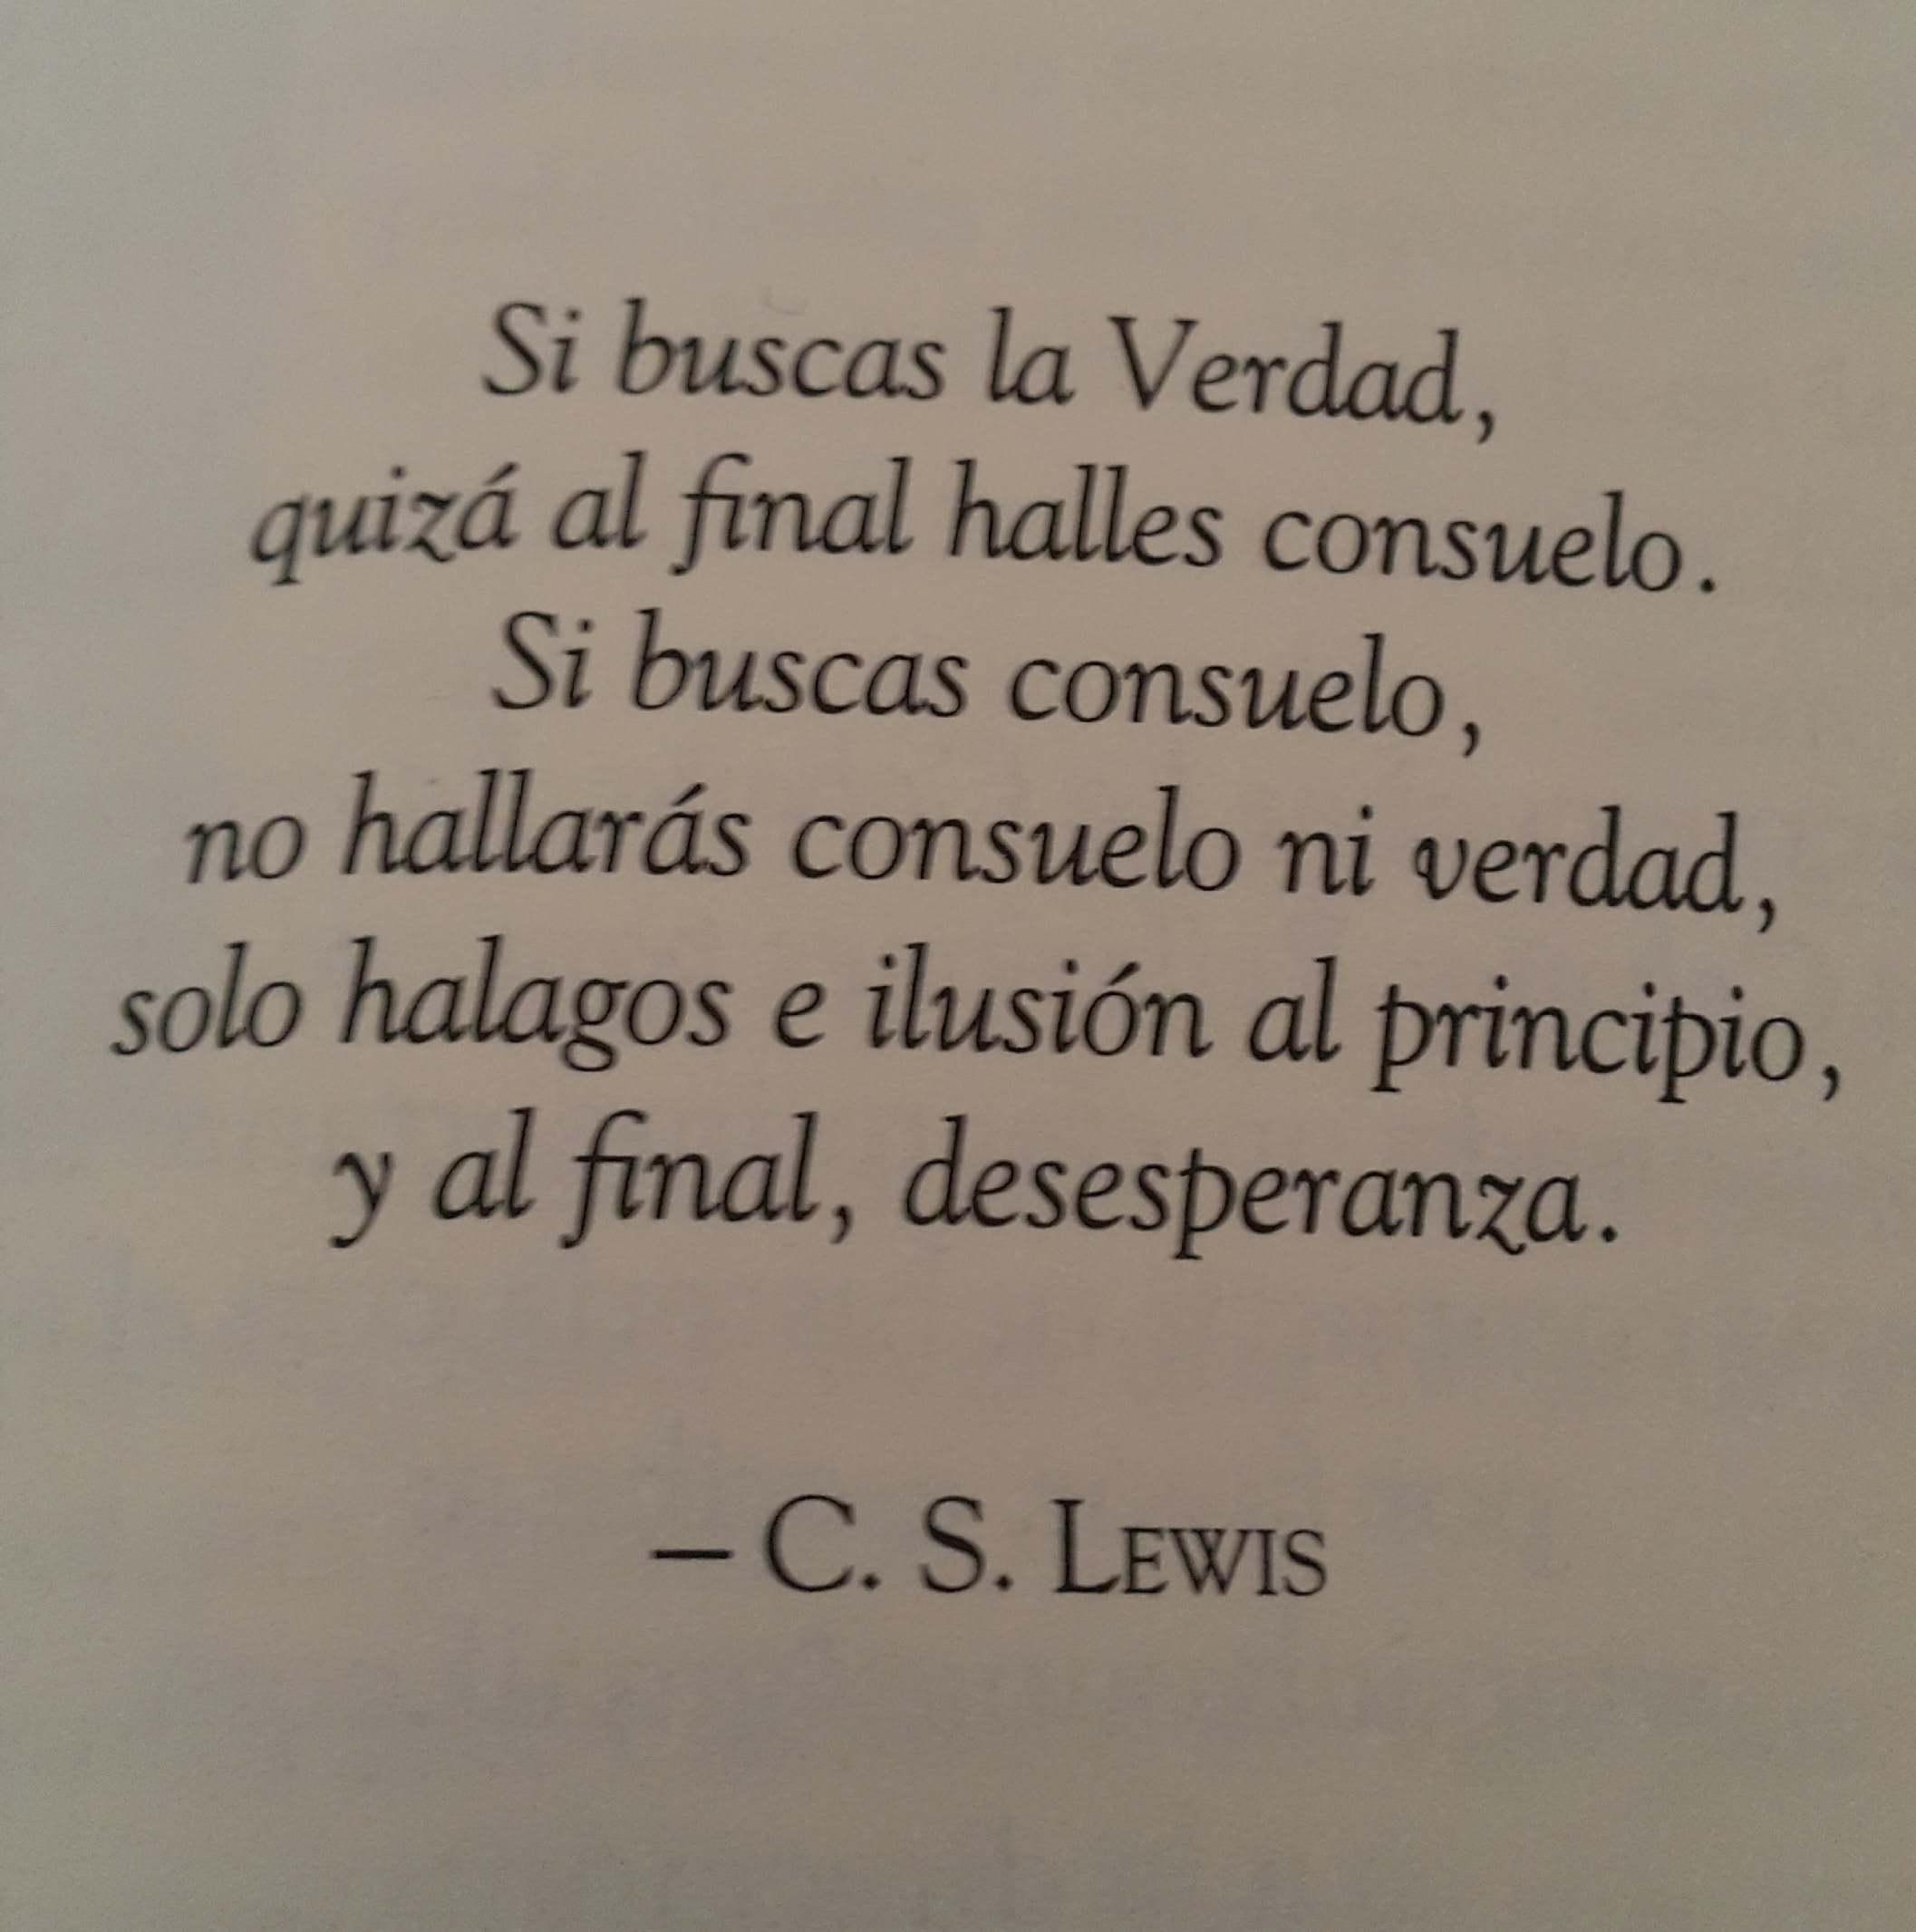 Si buscas la Verdad,
quizá al final halles consuelo.
Si buscas consuelo,
no hallarás consuelo ni verdad,
solo halagos e ilusión al principio,
y al final, desesperanza.
— C. S. LEWIS